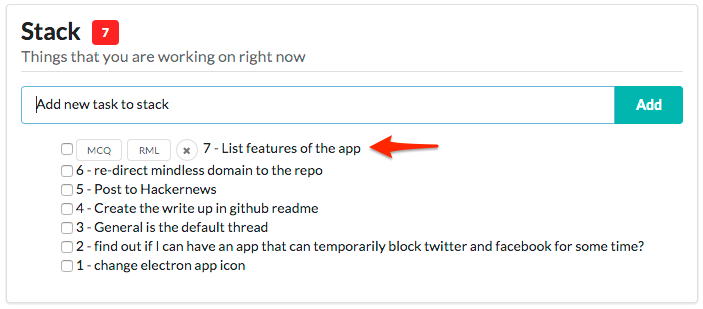 Stack 7
Things that you are working on right now
Add new task to stack Add
MCQ RML × 7 - List features of the app
6 - re-direct mindless domain to the repo
5 - Post to Hackernews
4 - Create the write up in github readme
3 - General is the default thread
2 - find out if I can have an app that can temporarily block twitter and facebook for some time?
1 - change electron app icon